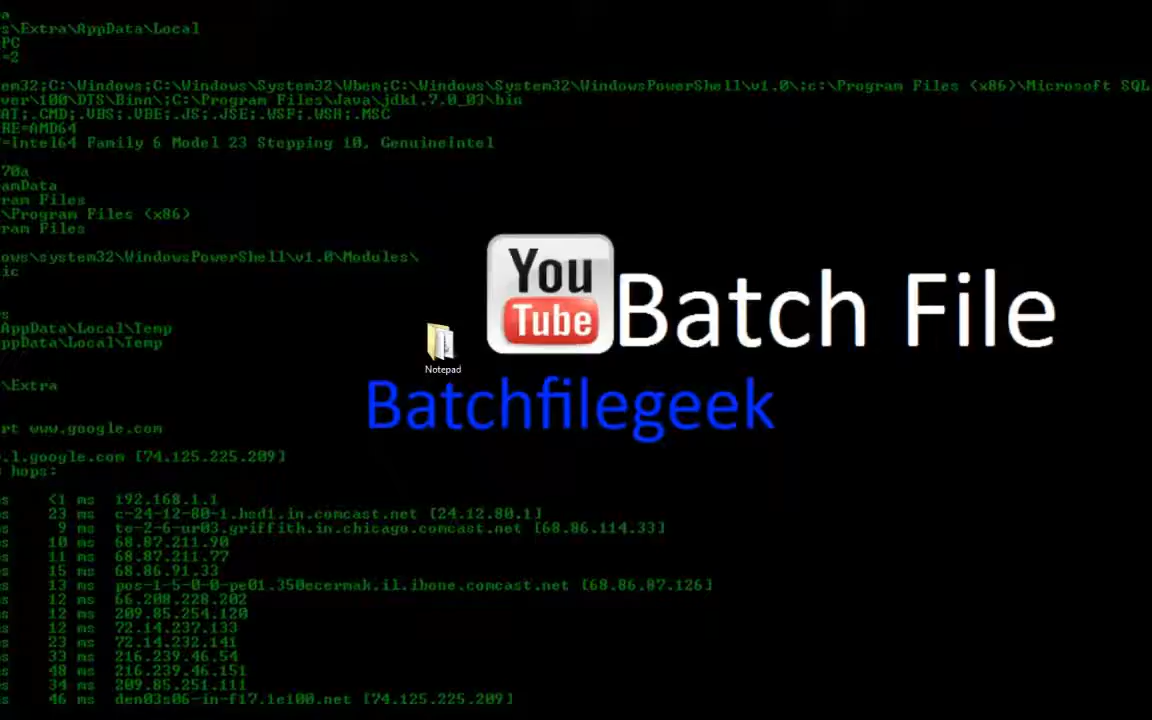 a
s\Extra\AppData\Local
PC
=2
em32;C:\Windows;C:\Windows\System32\Wbem;C:\Windows\System32\WindowsPowerShell\v1.0\;c:\Program Files (x86)\Microsoft SQL
ver\100\DTS\Binn\;C:\Program Files\Java\jdk1.7.0_03\bin
AT;.CMD;.VBS;.VBE;.JS;.JSE;.WSF;.WSH;.MSC
RE=AMD64
=Intel64 Family 6 Model 23 Stepping 10, GenuineIntel
70a
amData
ram Files
\Program Files (x86)
ram Files
ows\system32\WindowsPowerShell\v1.0\Modules\
ic
You
Tube
Batch File
s
AppData\Local\Temp
ppData\Local\Temp
Notepad
\Extra
Batchfilegeek
rt www.google.com
.l.google.com [74.125.225.209]
hops:
s <1 ms 192.168.1.1
s 23 ms c-24-12-80-1.hsd1.in.comcast.net [24.12.80.1]
s 9 ms te-2-6-ur03.griffith.in.chicago.comcast.net [68.86.114.33]
s 10 ms 68.87.211.90
s 11 ms 68.87.211.77
s 15 ms 68.86.91.33
s 13 ms pos-1-5-0-0-pe01.350ecermak.il.ibone.comcast.net [68.86.87.126]
s 12 ms 66.208.228.202
s 12 ms 209.85.254.120
s 12 ms 72.14.237.133
s 23 ms 72.14.232.141
s 33 ms 216.239.46.54
s 48 ms 216.239.46.151
s 34 ms 209.85.251.111
s 46 ms den03s06-in-f17.1e100.net [74.125.225.209]